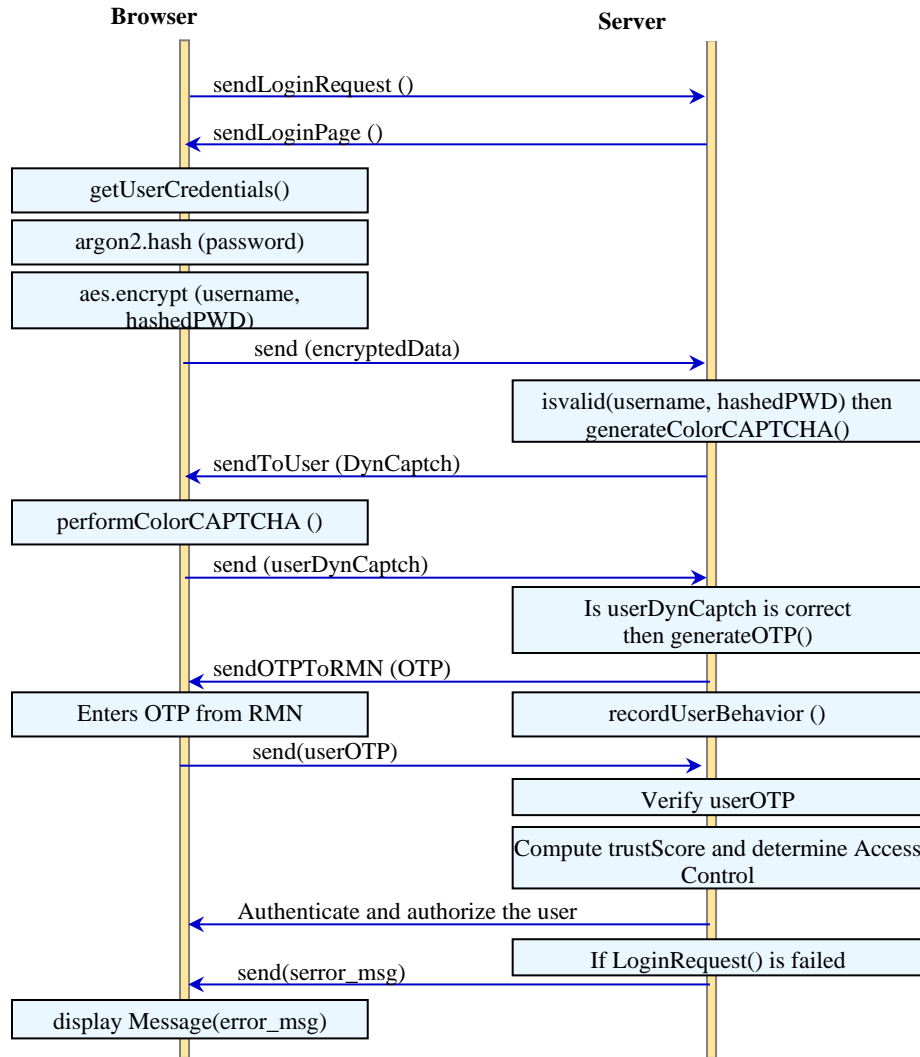 Browser
Server
sendLoginRequest ()
sendLoginPage ()
getUserCredentials()
argon2.hash (password)
aes.encrypt (username,
hashedPWD)
send (encryptedData)
isvalid(username, hashedPWD) then
generateColorCAPTCHA()
sendToUser (DynCaptch)
performColorCAPTCHA ()
send (userDynCaptch)
Is userDynCaptch is correct
then generateOTP()
sendOTPToRMN (OTP)
Enters OTP from RMN
recordUserBehavior ()
send(userOTP)
Verify userOTP
Compute trustScore and determine Access
Control
Authenticate and authorize the user
If LoginRequest() is failed
send(serror_msg)
display Message(error_msg)